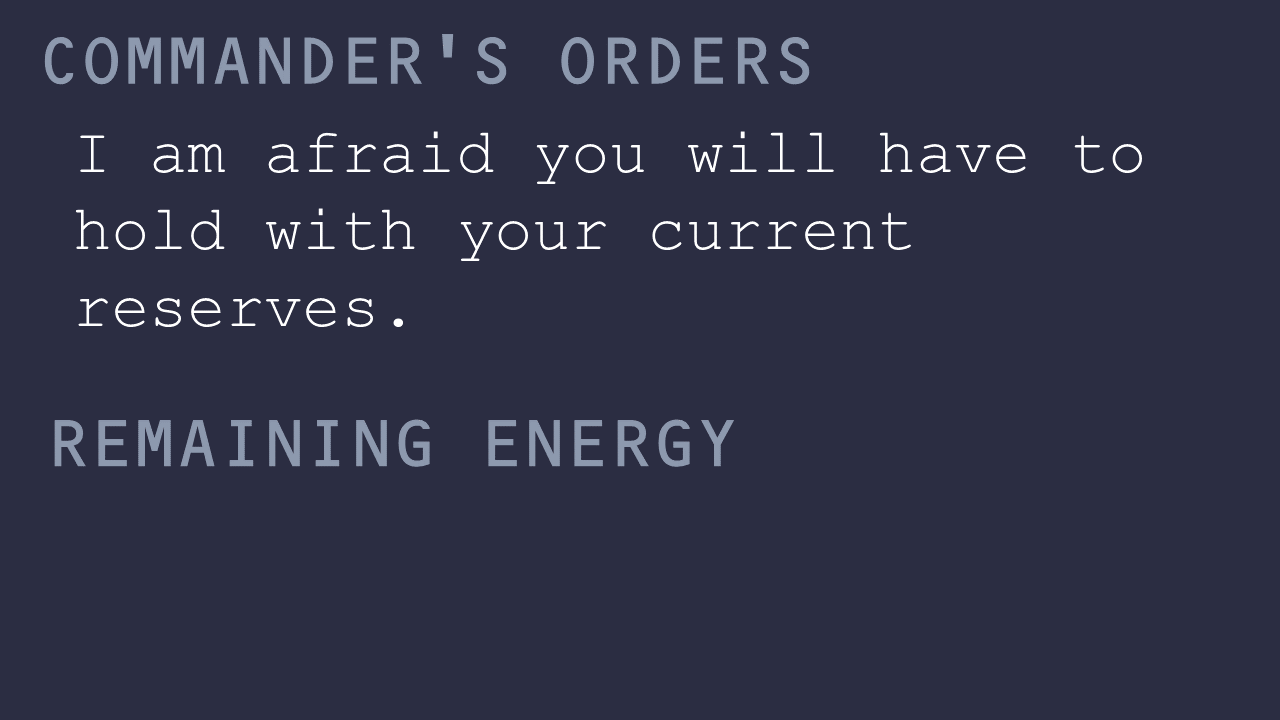 COMMANDER'S ORDERS
I am afraid you will have to
hold with your current
reserves.
REMAINING ENERGY